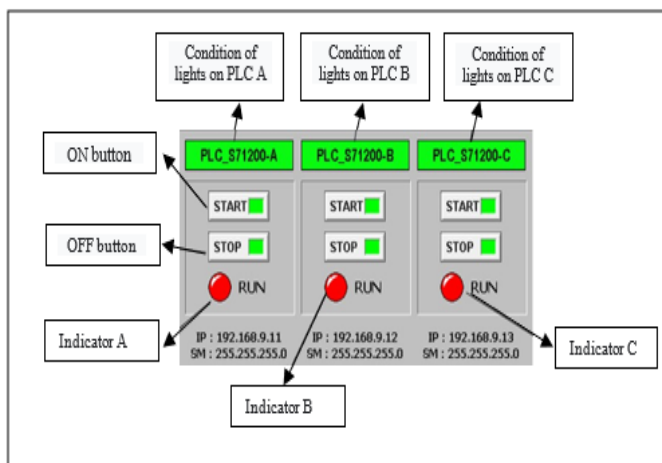 Condition of
lights on PLC A
Condition of
lights on PLC B
Condition of
lights on PLC C
ON button
PLC_S71200-A
PLC_S71200-B
PLC_S71200-C
START
START
START
OFF button
STOP
STOP
STOP
RUN
RUN
RUN
Indicator A
IP : 192.168.9.11
SM : 255.255.255.0
IP : 192.168.9.12
SM : 255.255.255.0
IP : 192.168.9.13
SM : 255.255.255.0
Indicator C
Indicator B